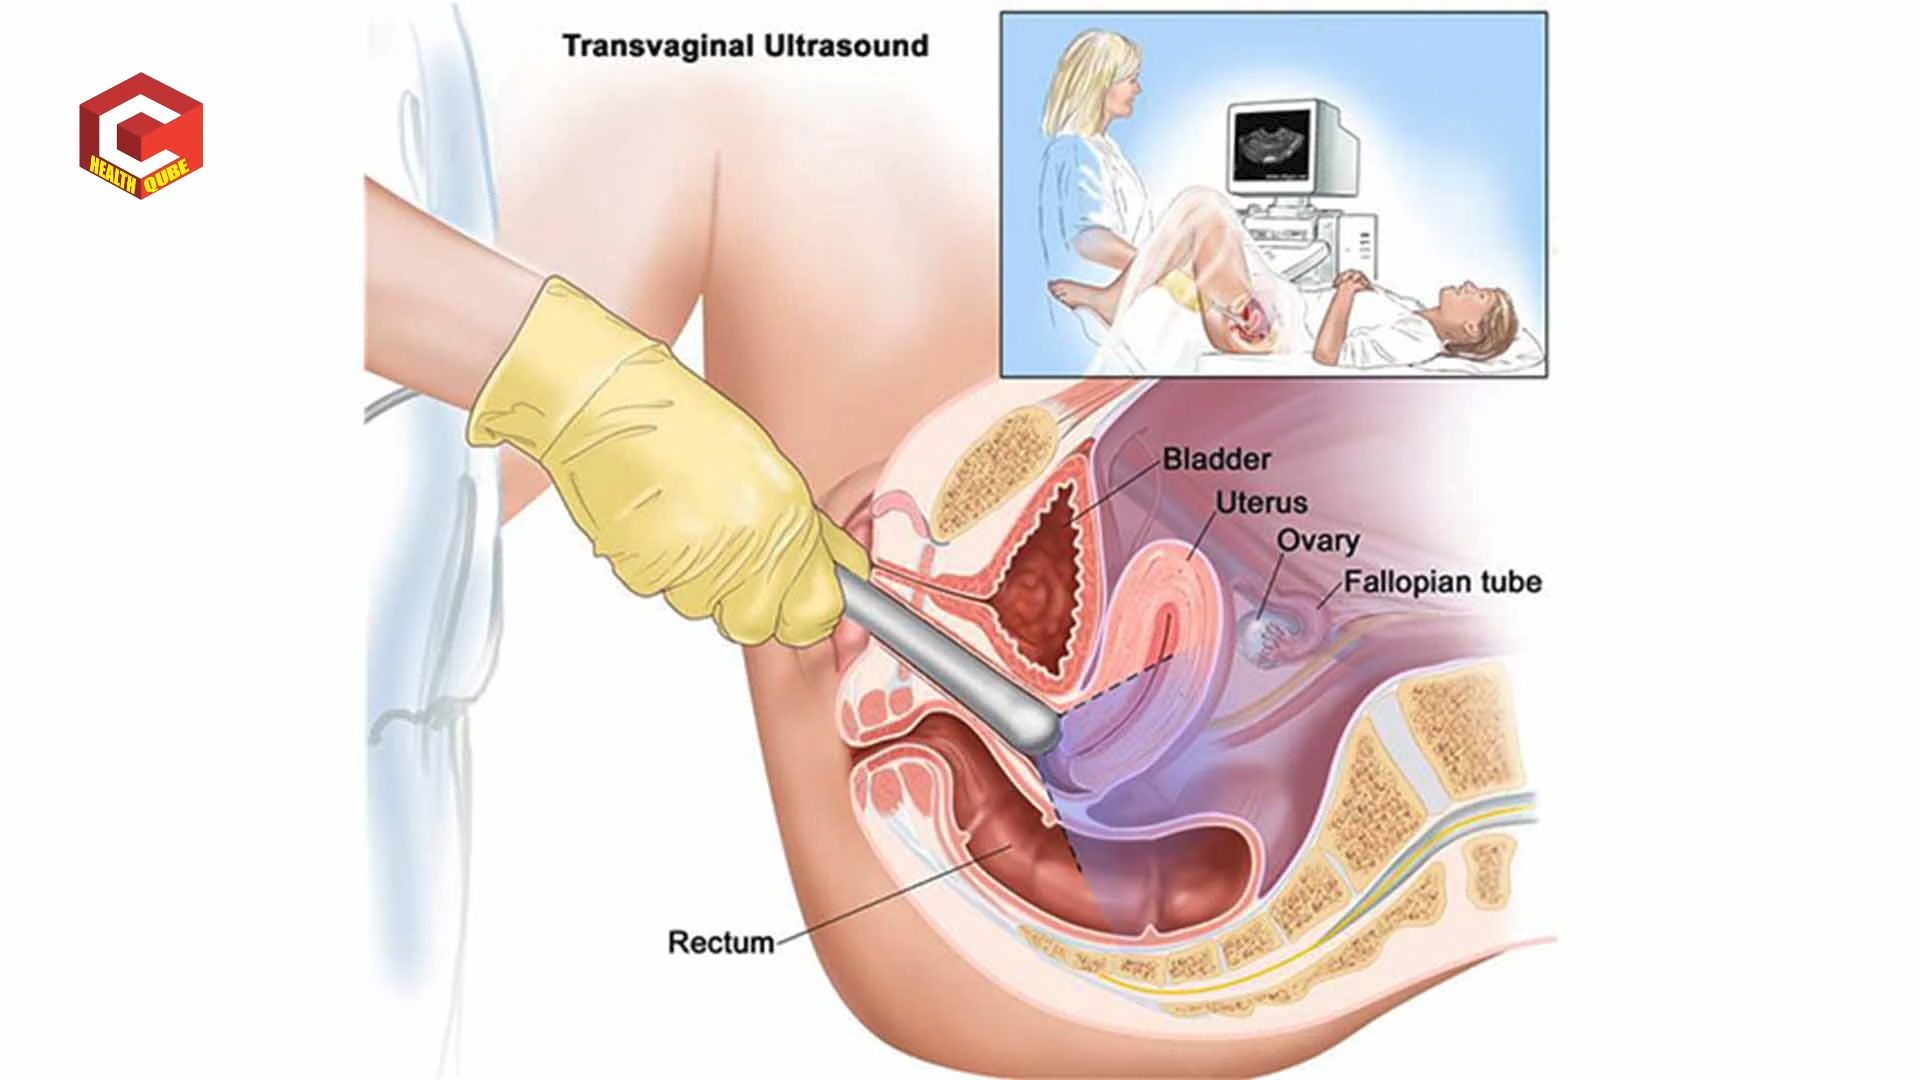 Transvaginal Ultrasound
HEALTH QUBE
Bladder
Uterus
Ovary
Fallopian tube
Rectum